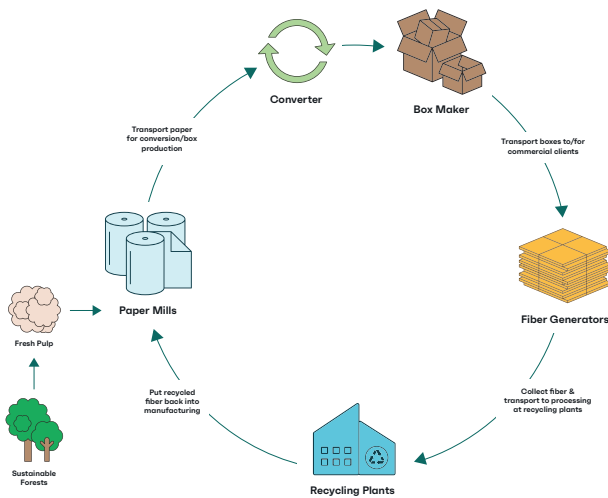 Converter
Box Maker
Transport paper
for conversion/box
production
Transport boxes to/for
commercial clients
Paper Mills
Fiber Generators
Fresh Pulp
Put recycled
fiber back into
manufacturing
Collect fiber &
transport to processing
at recycling plants
Sustainable
Forests
Recycling Plants